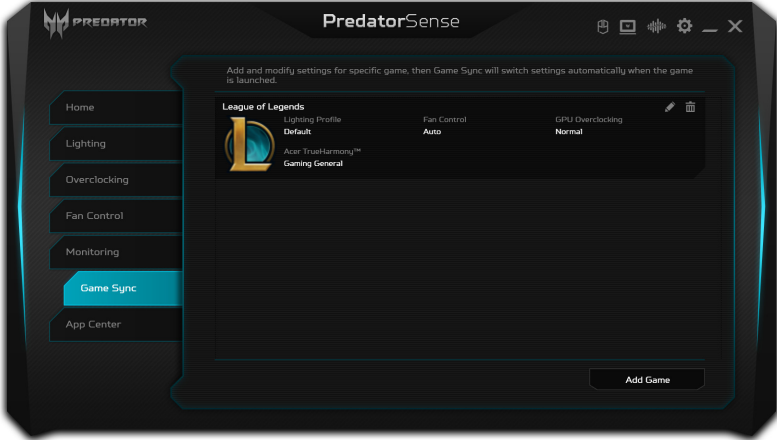 PREDATOR
PredatorSense
Add and modify settings for specific game, then Game Sync will switch settings automatically when the game
is launched.
Home
Lighting
Overclocking
Fan Control
Monitoring
Game Sync
App Center
League of Legends
Lighting Profile
Default
Fan Control
Auto
GPU Overclocking
Normal
Acer TrueHarmony™
Gaming General
Add Game